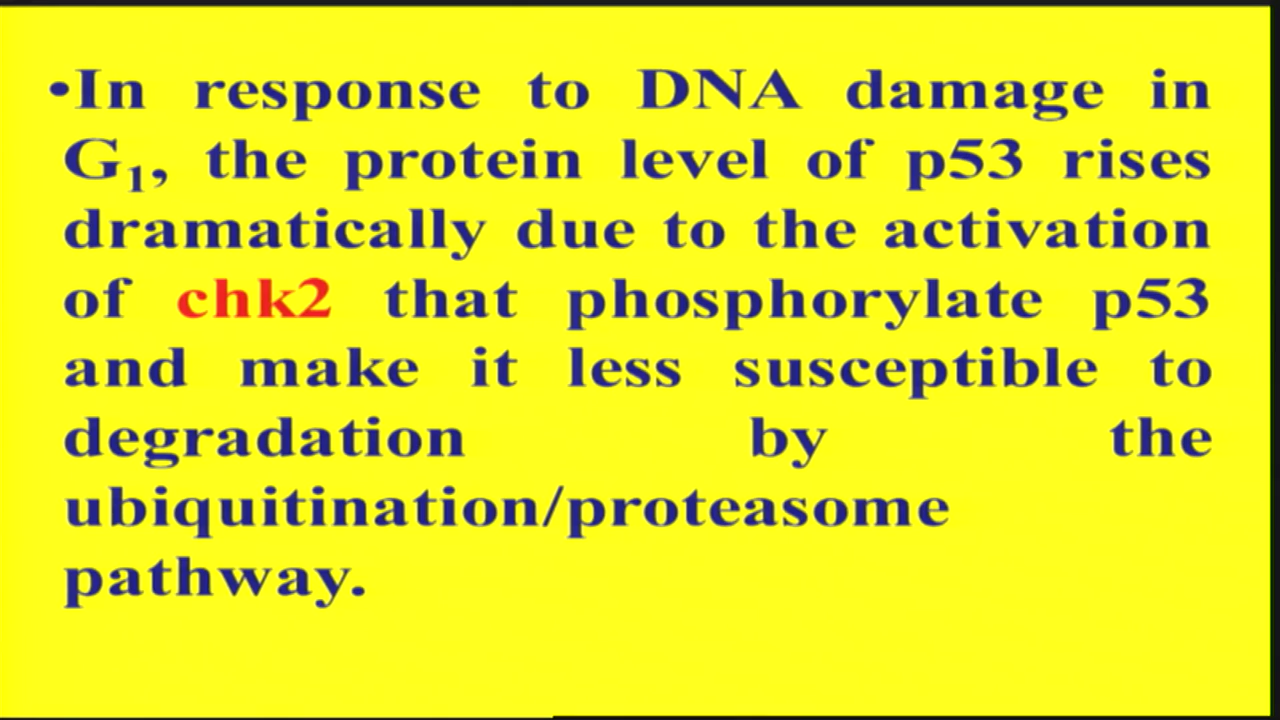 •In response to DNA damage in
G₁, the protein level of p53 rises
dramatically due to the activation
of chk2 that phosphorylate p53
and make it less susceptible to
degradation by the
ubiquitination/proteasome
pathway.